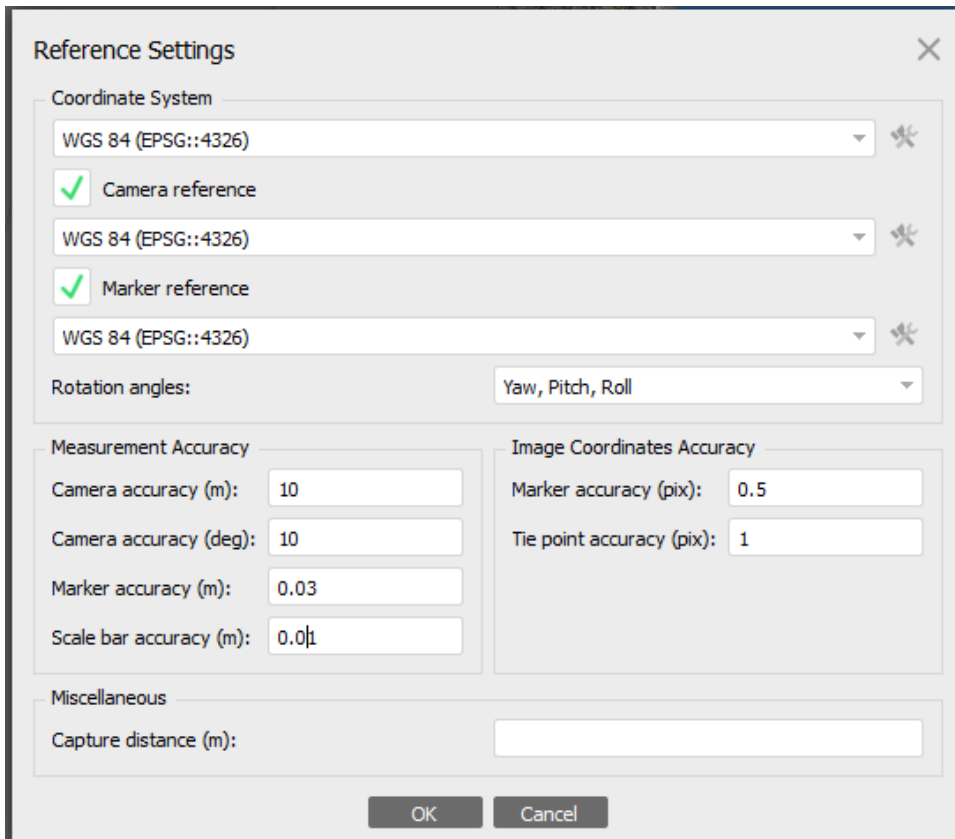 Reference Settings
Coordinate System
WGS 84 (EPSG::4326)
Camera reference
WGS 84 (EPSG::4326)
Marker reference
WGS 84 (EPSG::4326)
Rotation angles: Yaw, Pitch, Roll
Measurement Accuracy
Camera accuracy (m): 10
Camera accuracy (deg): 10
Marker accuracy (m): 0.03
Scale bar accuracy (m): 0.01
Image Coordinates Accuracy
Marker accuracy (pix): 0.5
Tie point accuracy (pix): 1
Miscellaneous
Capture distance (m):
OK Cancel